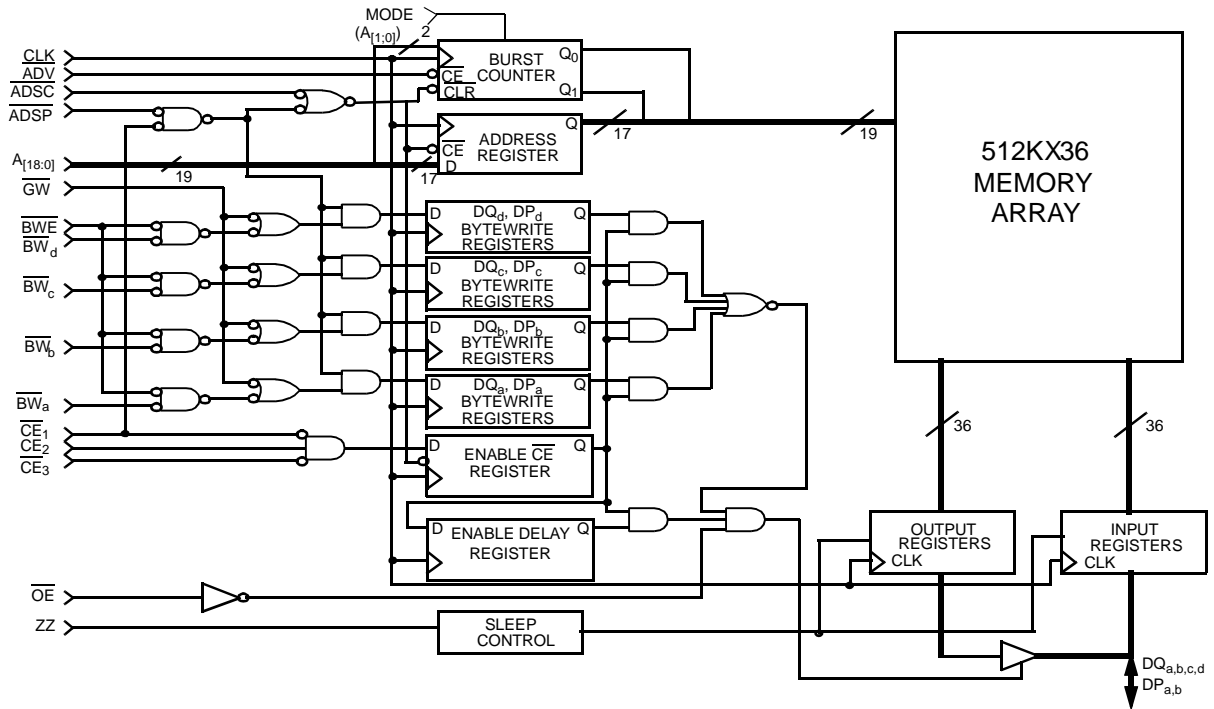 MODE
(A[1;0]) 2
CLK
ADV
ADSC
ADSP
BURST
COUNTER
CE
CLR
Q0
Q1
ADDRESS
REGISTER
CE
D
Q
17
19
A[18:0]
19
17
GW
BWE
BWd
BWc
BWb
BWa
CE1
CE2
CE3
D DQd, DPd Q
BYTEWRITE
REGISTERS
D DQc, DPc Q
BYTEWRITE
REGISTERS
D DQb, DPb Q
BYTEWRITE
REGISTERS
D DQa, DPa Q
BYTEWRITE
REGISTERS
D ENABLE CE Q
REGISTER
D ENABLE DELAY Q
REGISTER
512KX36
MEMORY
ARRAY
36
36
OUTPUT
REGISTERS
CLK
INPUT
REGISTERS
CLK
OE
ZZ
SLEEP
CONTROL
DQa,b,c,d
DPa,b